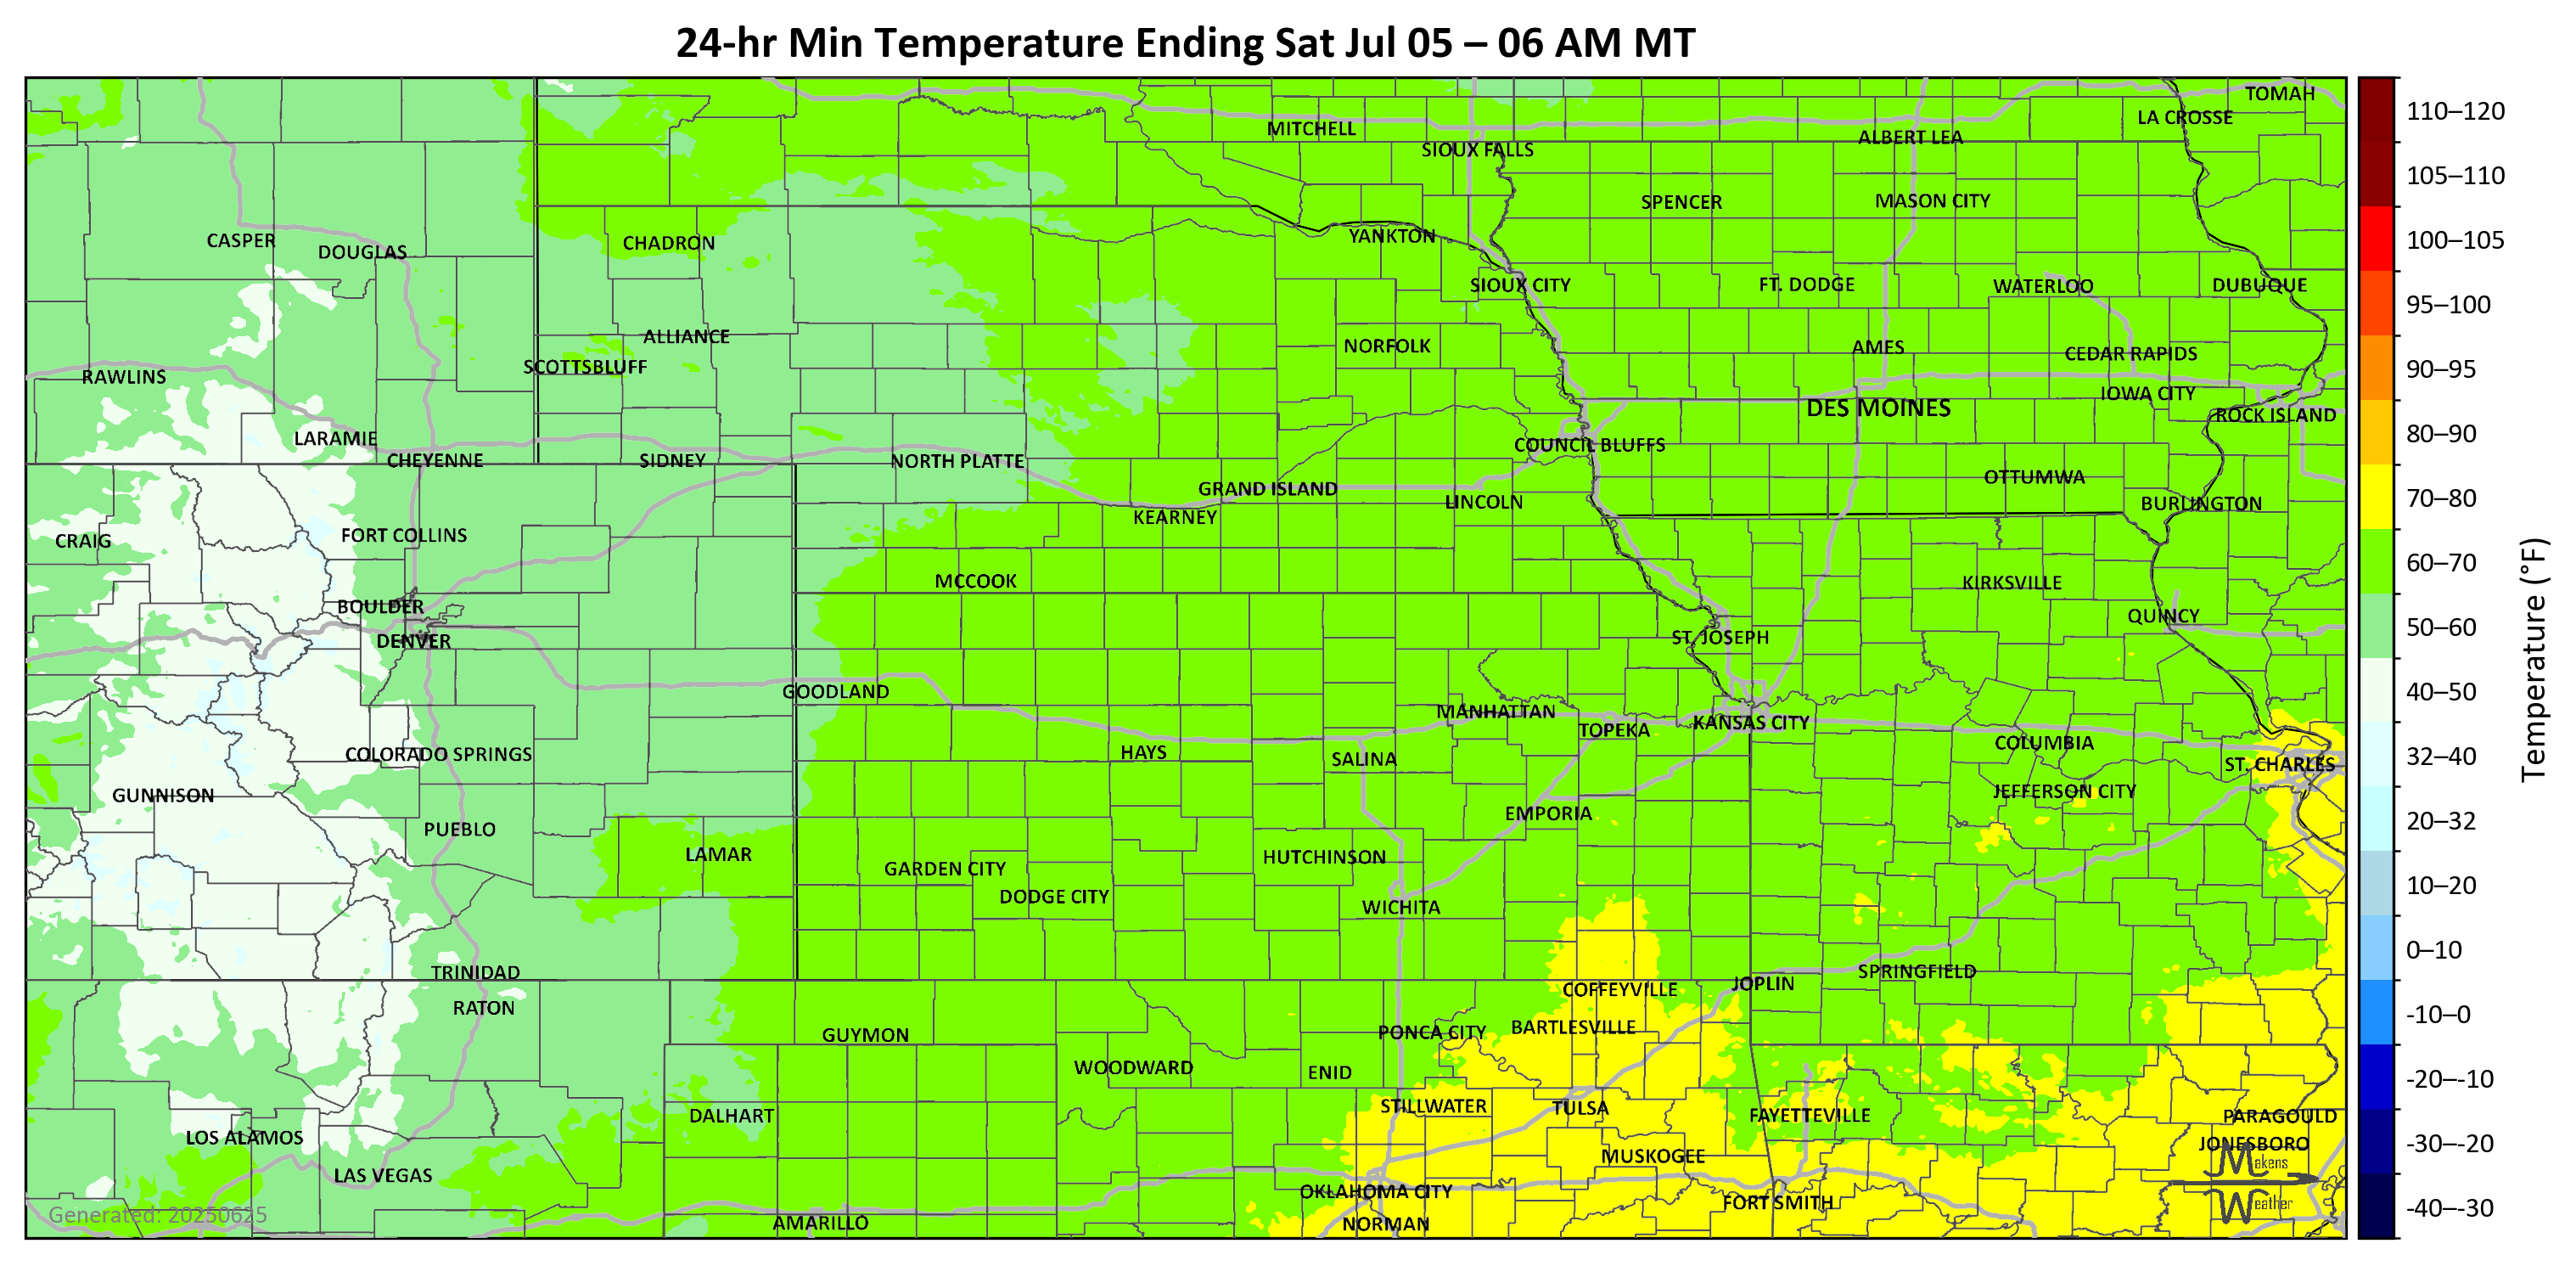 24-hr Min Temperature Ending Sat Jul 05 – 06 AM MT
TOMAH
LA CROSSE
MITCHELL
ALBERT LEA
SIOUX FALLS
SPENCER
MASON CITY
CASPER
DOUGLAS
CHADRON
YANKTON
SIOUX CITY
FT. DODGE
WATERLOO
DUBUQUE
ALLIANCE
NORFOLK
AMES
CEDAR RAPIDS
SCOTTSBLUFF
RAWLINS
IOWA CITY
DES MOINES
ROCK ISLAND
LARAMIE
COUNCIL BLUFFS
CHEYENNE
SIDNEY
NORTH PLATTE
OTTUMWA
GRAND ISLAND
LINCOLN
BURLINGTON
KEARNEY
FORT COLLINS
CRAIG
MCCOOK
KIRKSVILLE
BOULDER
QUINCY
DENVER
ST. JOSEPH
GOODLAND
MANHATTAN
TOPEKA
KANSAS CITY
COLUMBIA
COLORADO SPRINGS
HAYS
SALINA
ST. CHARLES
GUNNISON
JEFFERSON CITY
EMPORIA
PUEBLO
LAMAR
HUTCHINSON
GARDEN CITY
DODGE CITY
WICHITA
TRINIDAD
SPRINGFIELD
JOPLIN
COFFEYVILLE
RATON
GUYMON
PONCA CITY
BARTLESVILLE
WOODWARD
ENID
STILLWATER
TULSA
DALHART
FAYETTEVILLE
PARAGOULD
LOS ALAMOS
JONESBORO
MUSKOGEE
LAS VEGAS
OKLAHOMA CITY
FORT SMITH
AMARILLO
NORMAN
Generated: 20250625
Makens
Weather
110–120
105–110
100–105
95–100
90–95
80–90
70–80
60–70
50–60
40–50
32–40
20–32
10–20
0–10
-10–0
-20–-10
-30–-20
-40–-30
Temperature (°F)